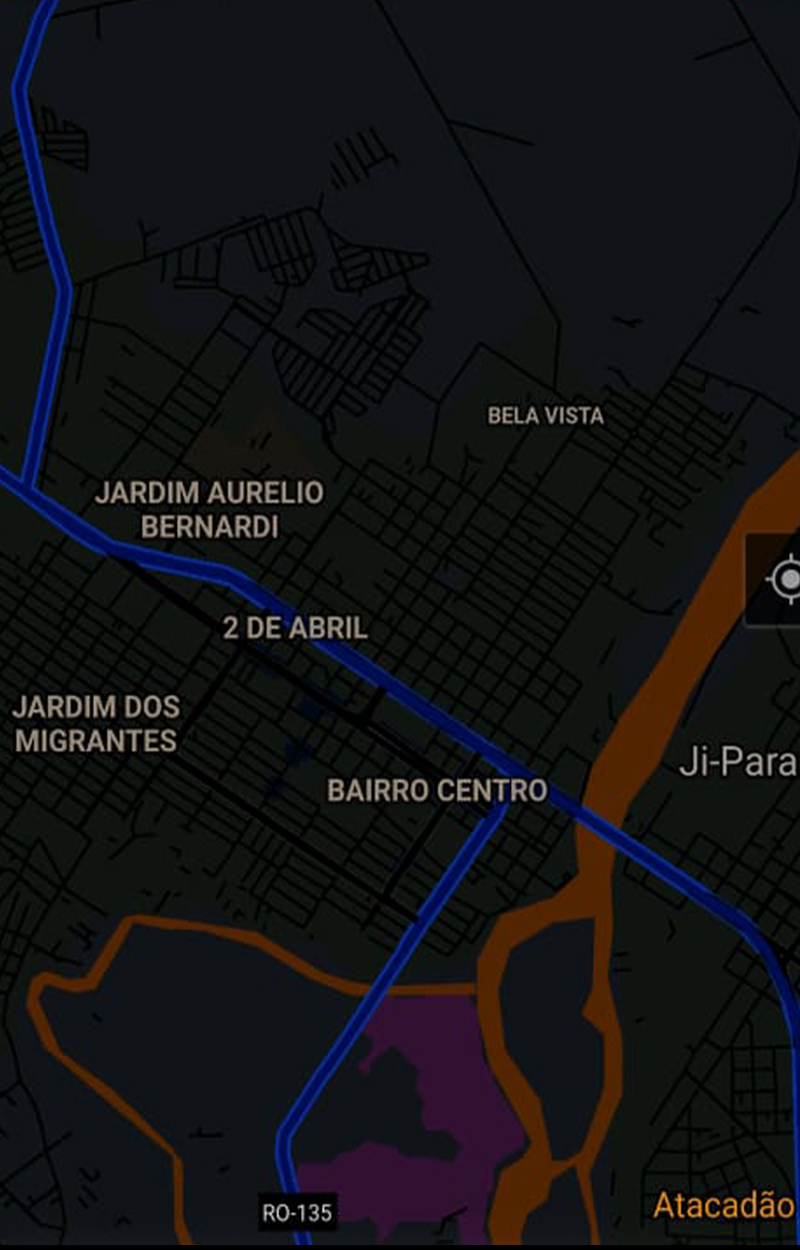 BELA VISTA
JARDIM AURELIO
BERNARDI
2 DE ABRIL
JARDIM DOS
MIGRANTES
Ji-Para
BAIRRO CENTRO
Atacadão
RO-135